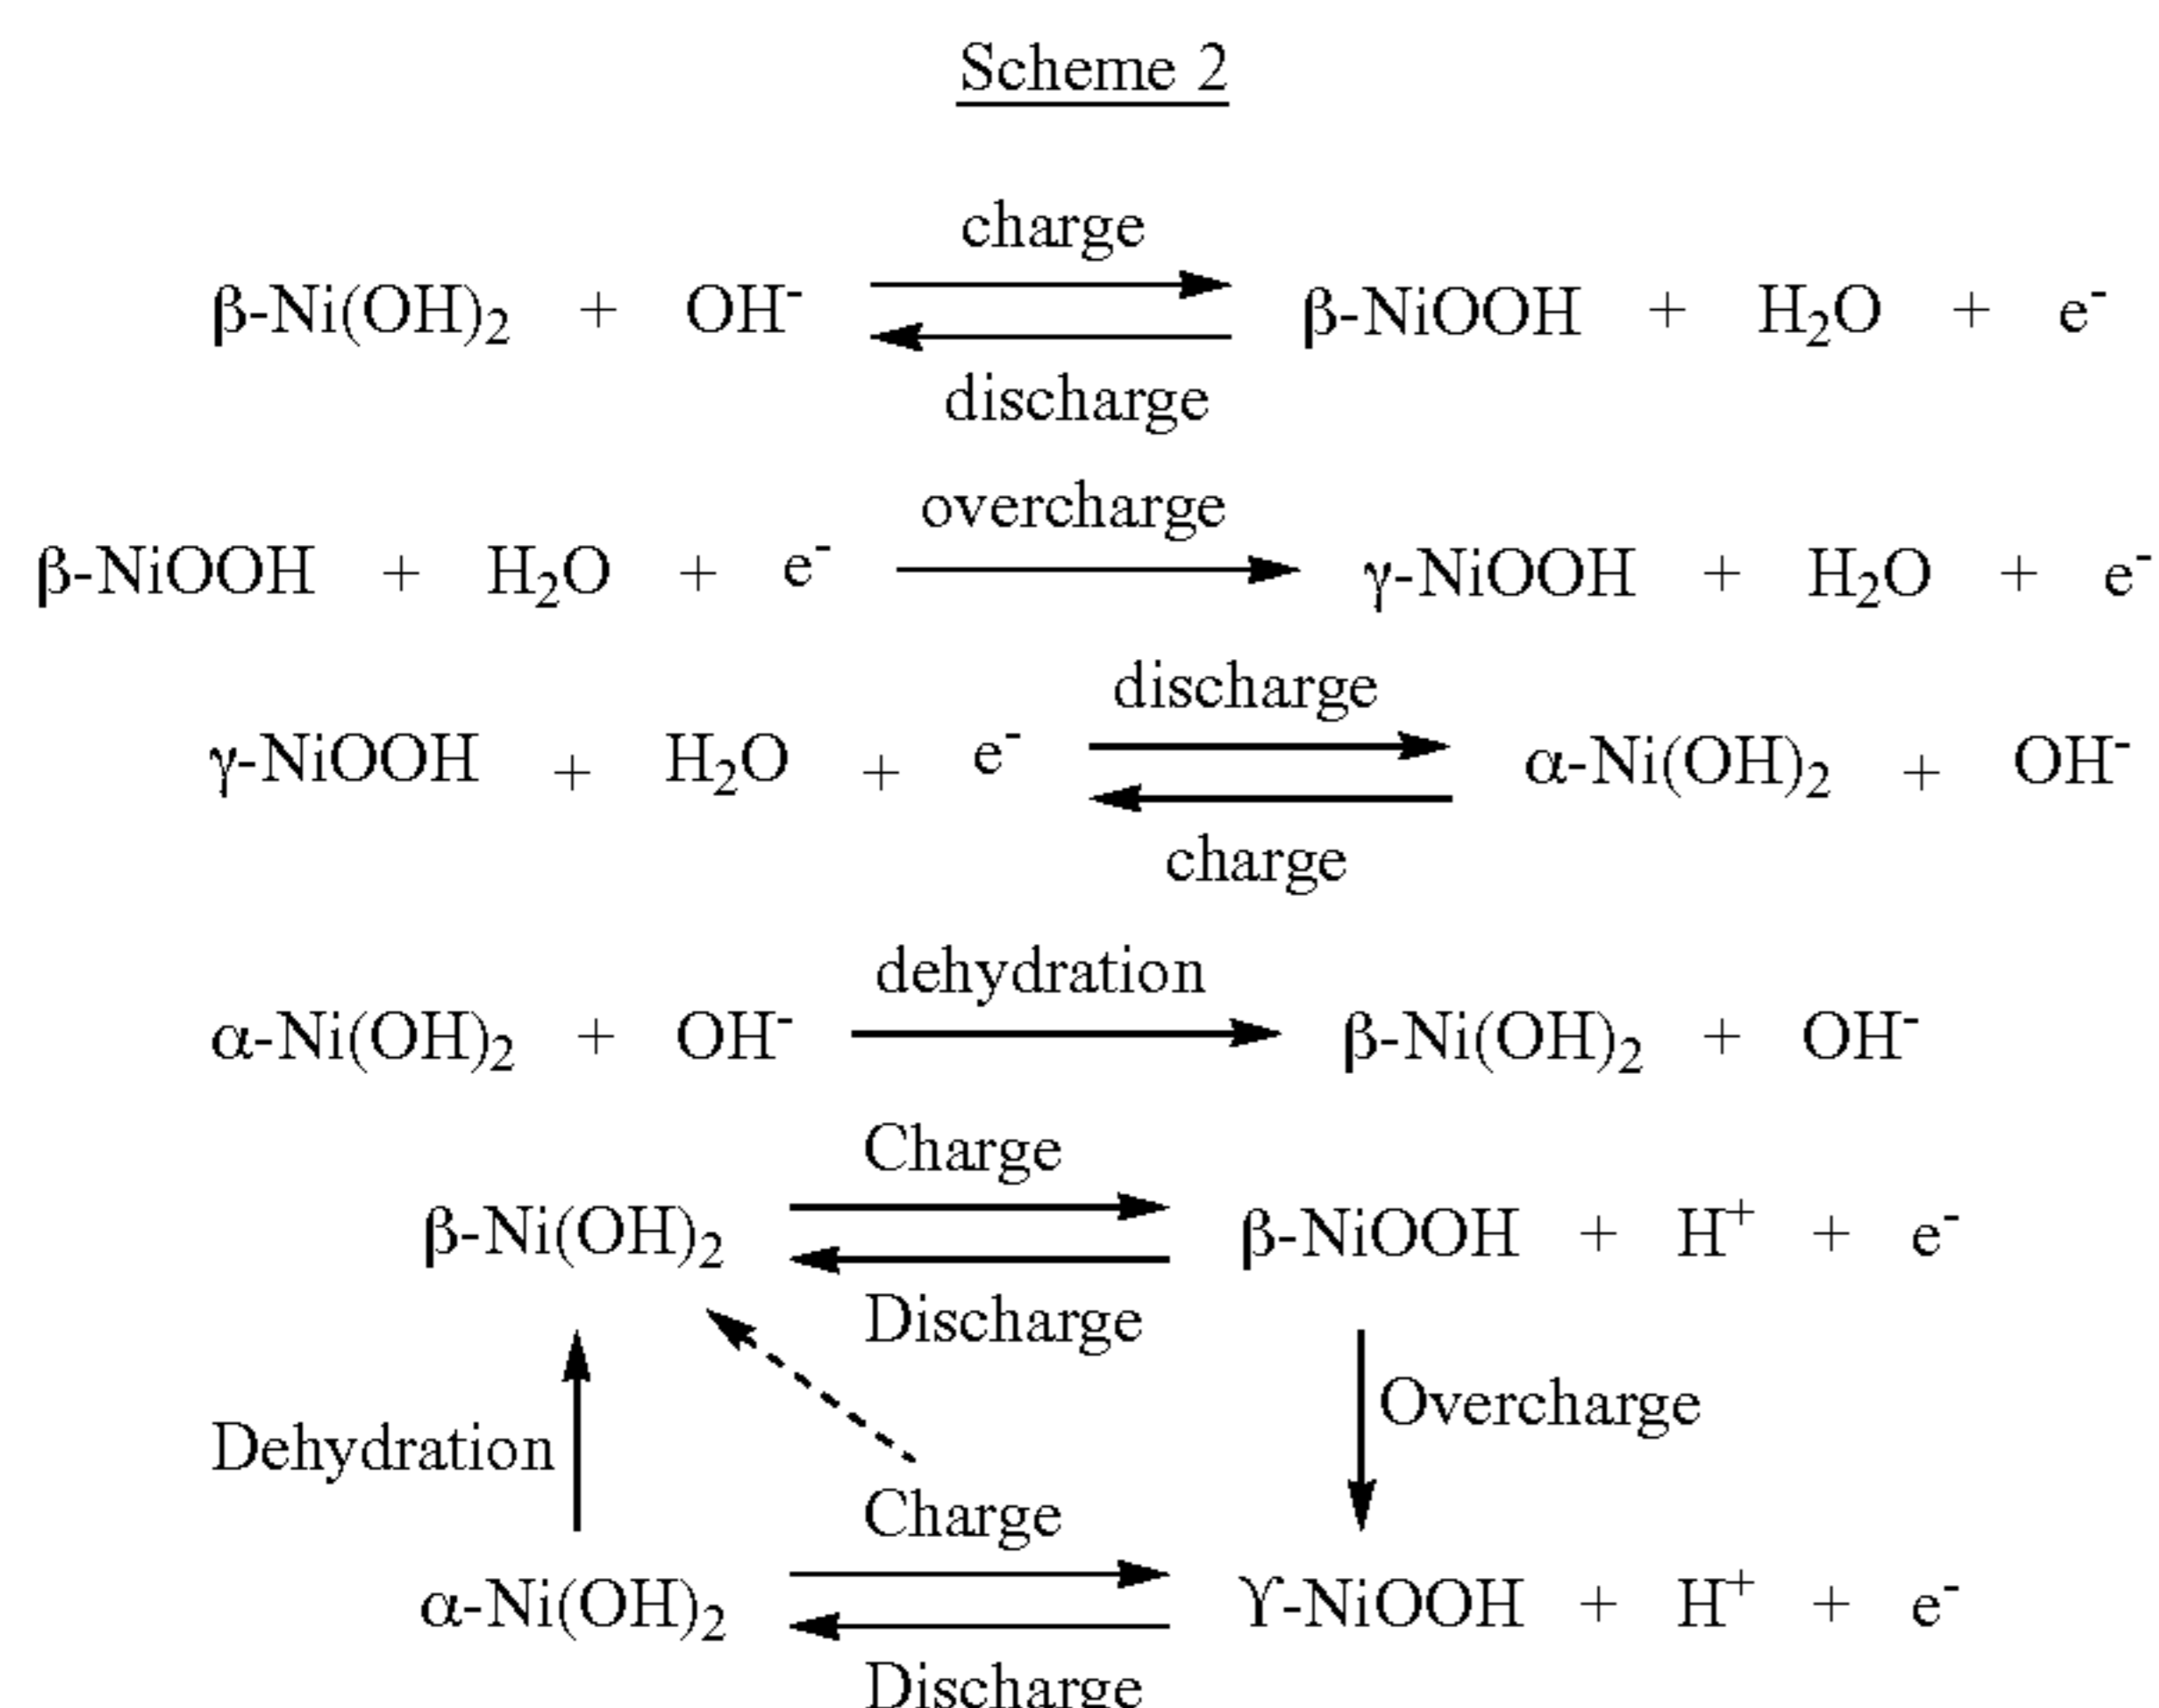 Scheme 2
charge
β-Ni(OH)₂ + OH⁻ β-NiOOH + H₂O + e⁻
discharge
overcharge
β-NiOOH + H₂O + e⁻ γ-NiOOH + H₂O + e⁻
discharge
γ-NiOOH + H₂O + e⁻ α-Ni(OH)₂ + OH⁻
charge
dehydration
α-Ni(OH)₂ + OH⁻ β-Ni(OH)₂ + OH⁻
Charge
β-Ni(OH)₂ β-NiOOH + H⁺ + e⁻
Discharge
Dehydration Overcharge
Charge
α-Ni(OH)₂ ϒ-NiOOH + H⁺ + e⁻
Discharge